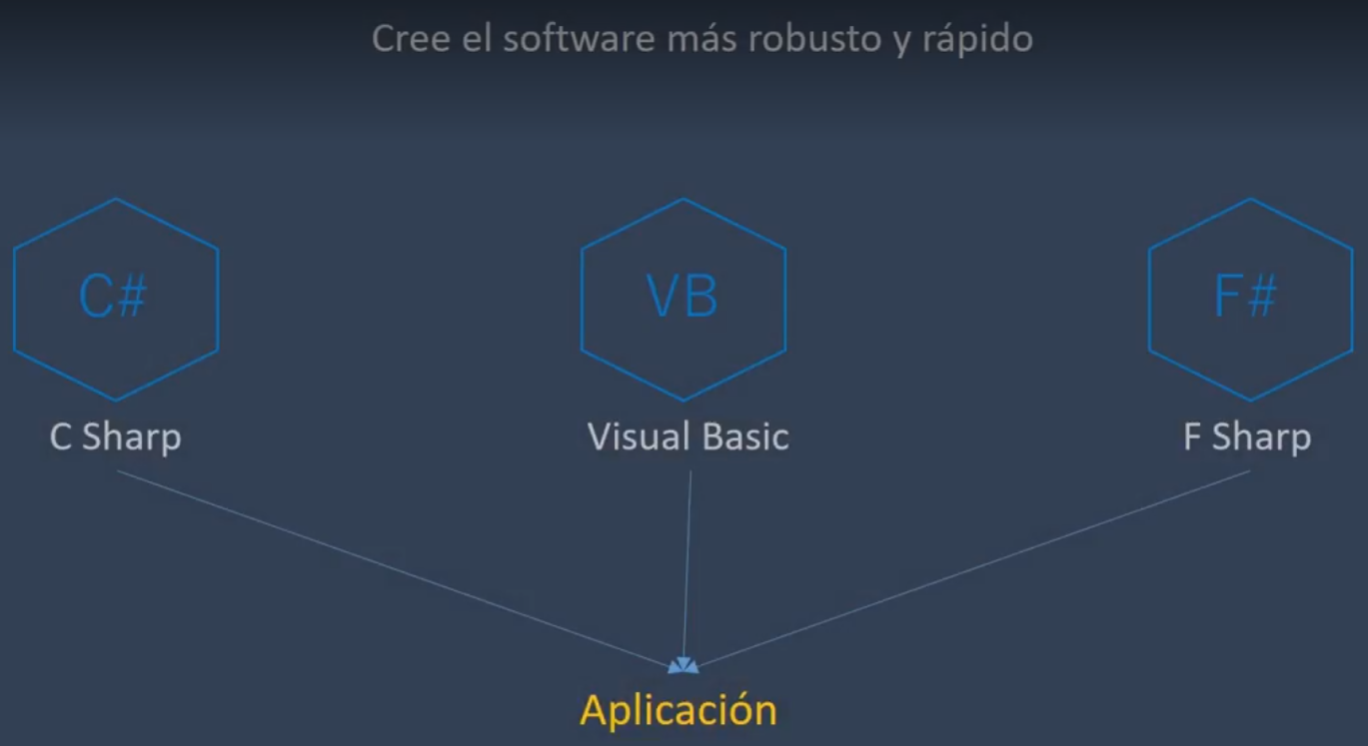 Cree el software más robusto y rápido
C#
VB
F#
C Sharp
Visual Basic
F Sharp
Aplicación